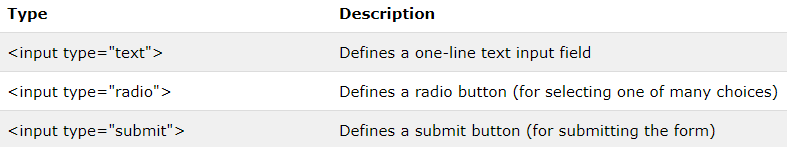 Type Description
<input type="text"> Defines a one-line text input field
<input type="radio"> Defines a radio button (for selecting one of many choices)
<input type="submit"> Defines a submit button (for submitting the form)